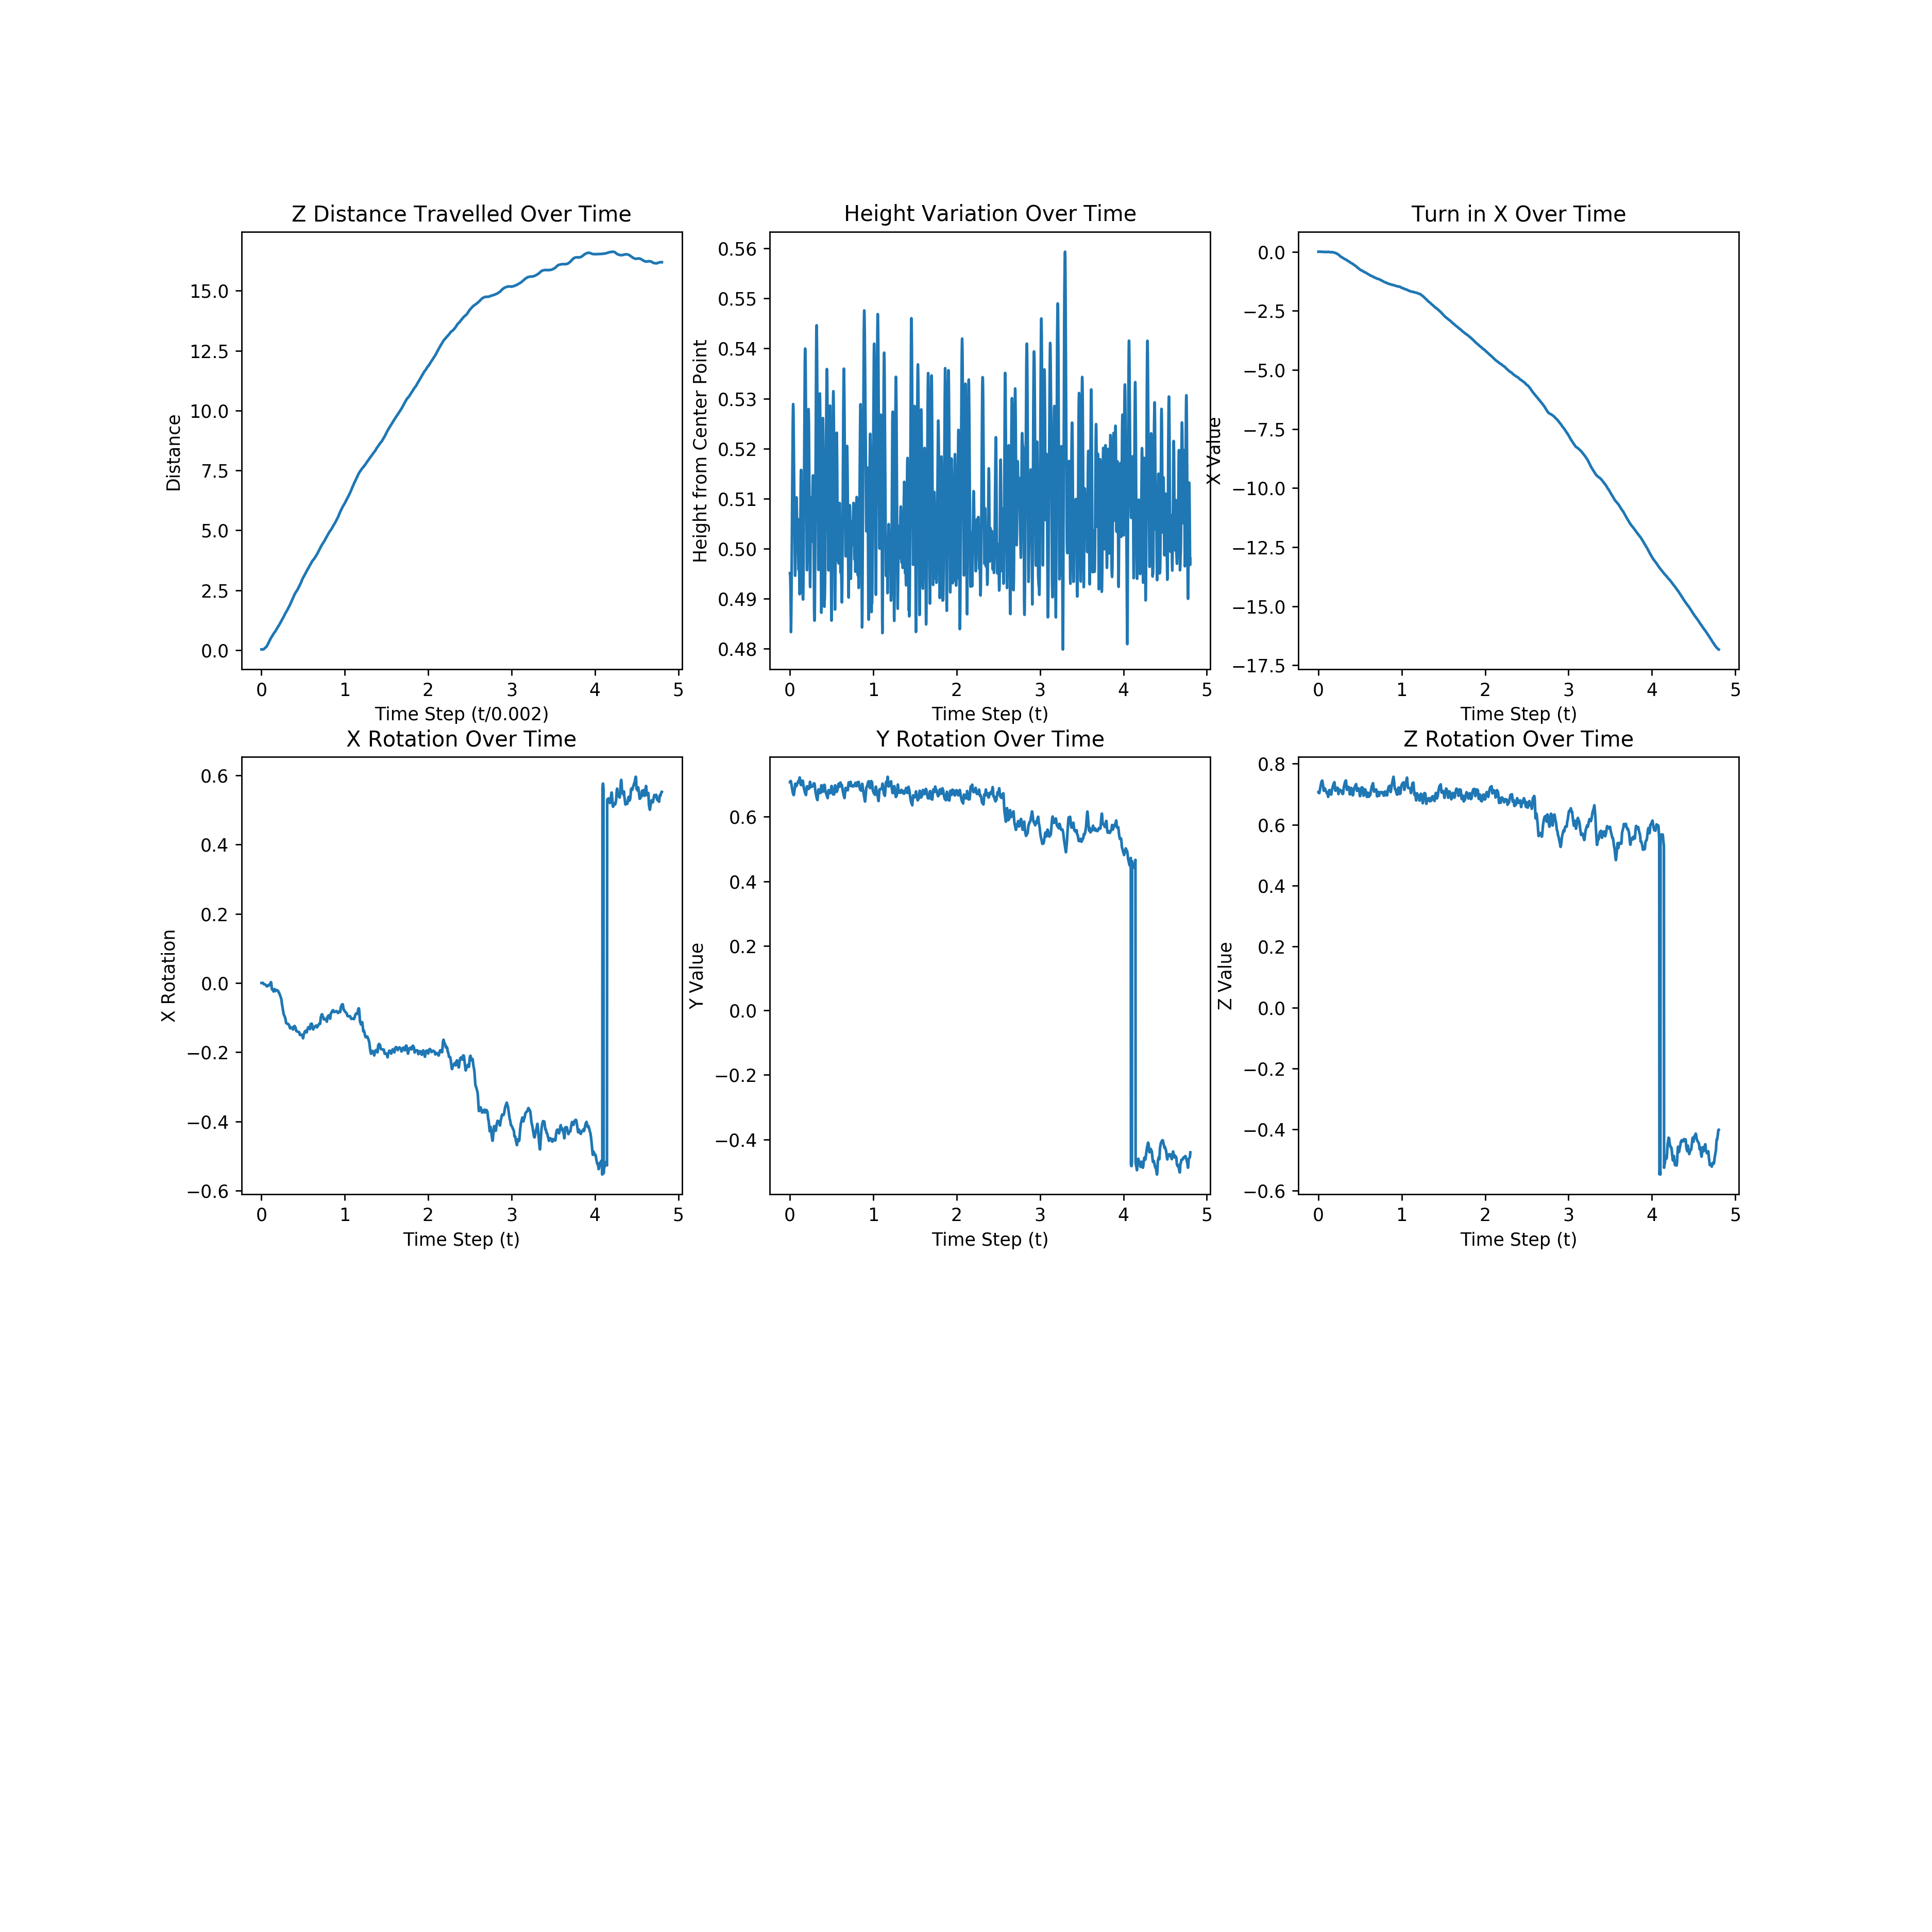 Z Distance Travelled Over Time
Distance
15.0
12.5
10.0
7.5
5.0
2.5
0.0
0 1 2 3 4 5
Time Step (t/0.002)
Height Variation Over Time
Height from Center Point
0.56
0.55
0.54
0.53
0.52
0.51
0.50
0.49
0.48
0 1 2 3 4 5
Time Step (t)
Turn in X Over Time
X Value
0.0
−2.5
−5.0
−7.5
−10.0
−12.5
−15.0
−17.5
0 1 2 3 4 5
Time Step (t)
X Rotation Over Time
X Rotation
0.6
0.4
0.2
0.0
−0.2
−0.4
−0.6
0 1 2 3 4 5
Time Step (t)
Y Rotation Over Time
Y Value
0.6
0.4
0.2
0.0
−0.2
−0.4
0 1 2 3 4 5
Time Step (t)
Z Rotation Over Time
Z Value
0.8
0.6
0.4
0.2
0.0
−0.2
−0.4
−0.6
0 1 2 3 4 5
Time Step (t)